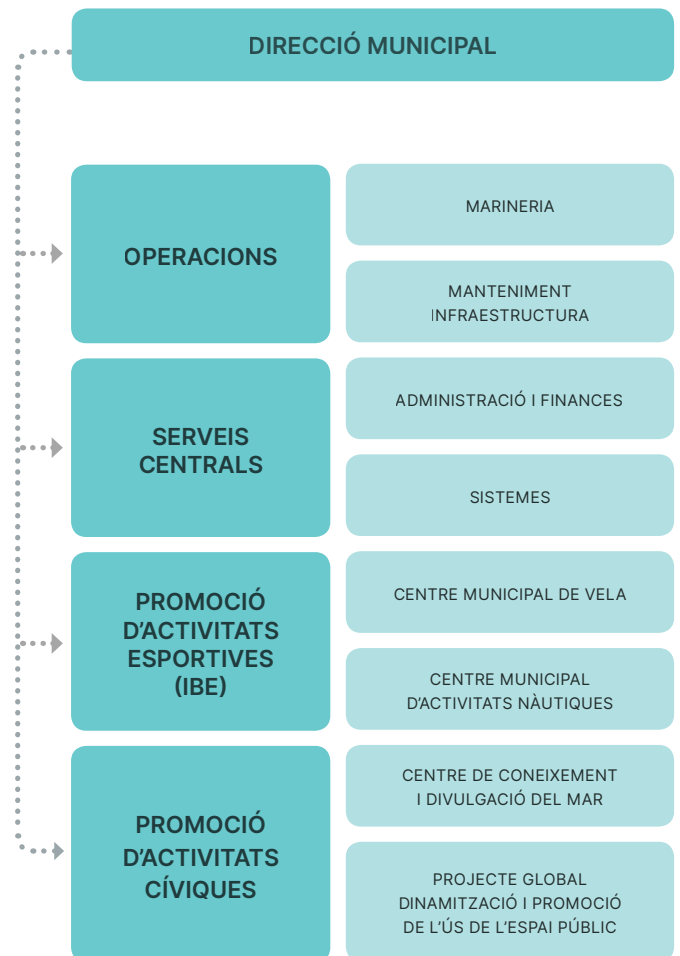 DIRECCIÓ MUNICIPAL
OPERACIONS
MARINERIA
MANTENIMENT
INFRAESTRUCTURA
SERVEIS
CENTRALS
ADMINISTRACIÓ I FINANCES
SISTEMES
PROMOCIÓ
D'ACTIVITATS
ESPORTIVES
(IBE)
CENTRE MUNICIPAL DE VELA
CENTRE MUNICIPAL
D'ACTIVITATS NÀUTIQUES
PROMOCIÓ
D'ACTIVITATS
CÍVIQUES
CENTRE DE CONEIXEMENT
I DIVULGACIÓ DEL MAR
PROJECTE GLOBAL
DINAMITZACIÓ I PROMOCIÓ
DE L'ÚS DE L'ESPAI PÚBLIC